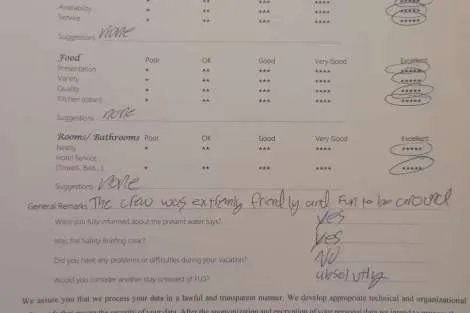 Availability * ** *** **** *****
Service * ** *** **** *****
Suggestions none
Food Poor OK Good Very Good Excellent
Presentation * ** *** **** *****
Variety * ** *** **** *****
Quality * ** *** **** *****
Kitchen (clean) * ** *** **** *****
Suggestions none
Rooms/ Bathrooms Poor OK Good Very Good Excellent
Neatly * ** *** **** *****
Hotel Service
(Towels, Bed...) * ** *** **** *****
Suggestions none
General Remarks The crew was extremly friendly and Fun to be around
Were you fully informed about the present water toys? yes
Was the Safety Briefing clear? yes
Did you have any problems or difficulties during your vacation? NO
Would you consider another stay onboard of absolutly
We assure you that we process your data in a lawful and transparent manner. We develop appropriate technical and organizational